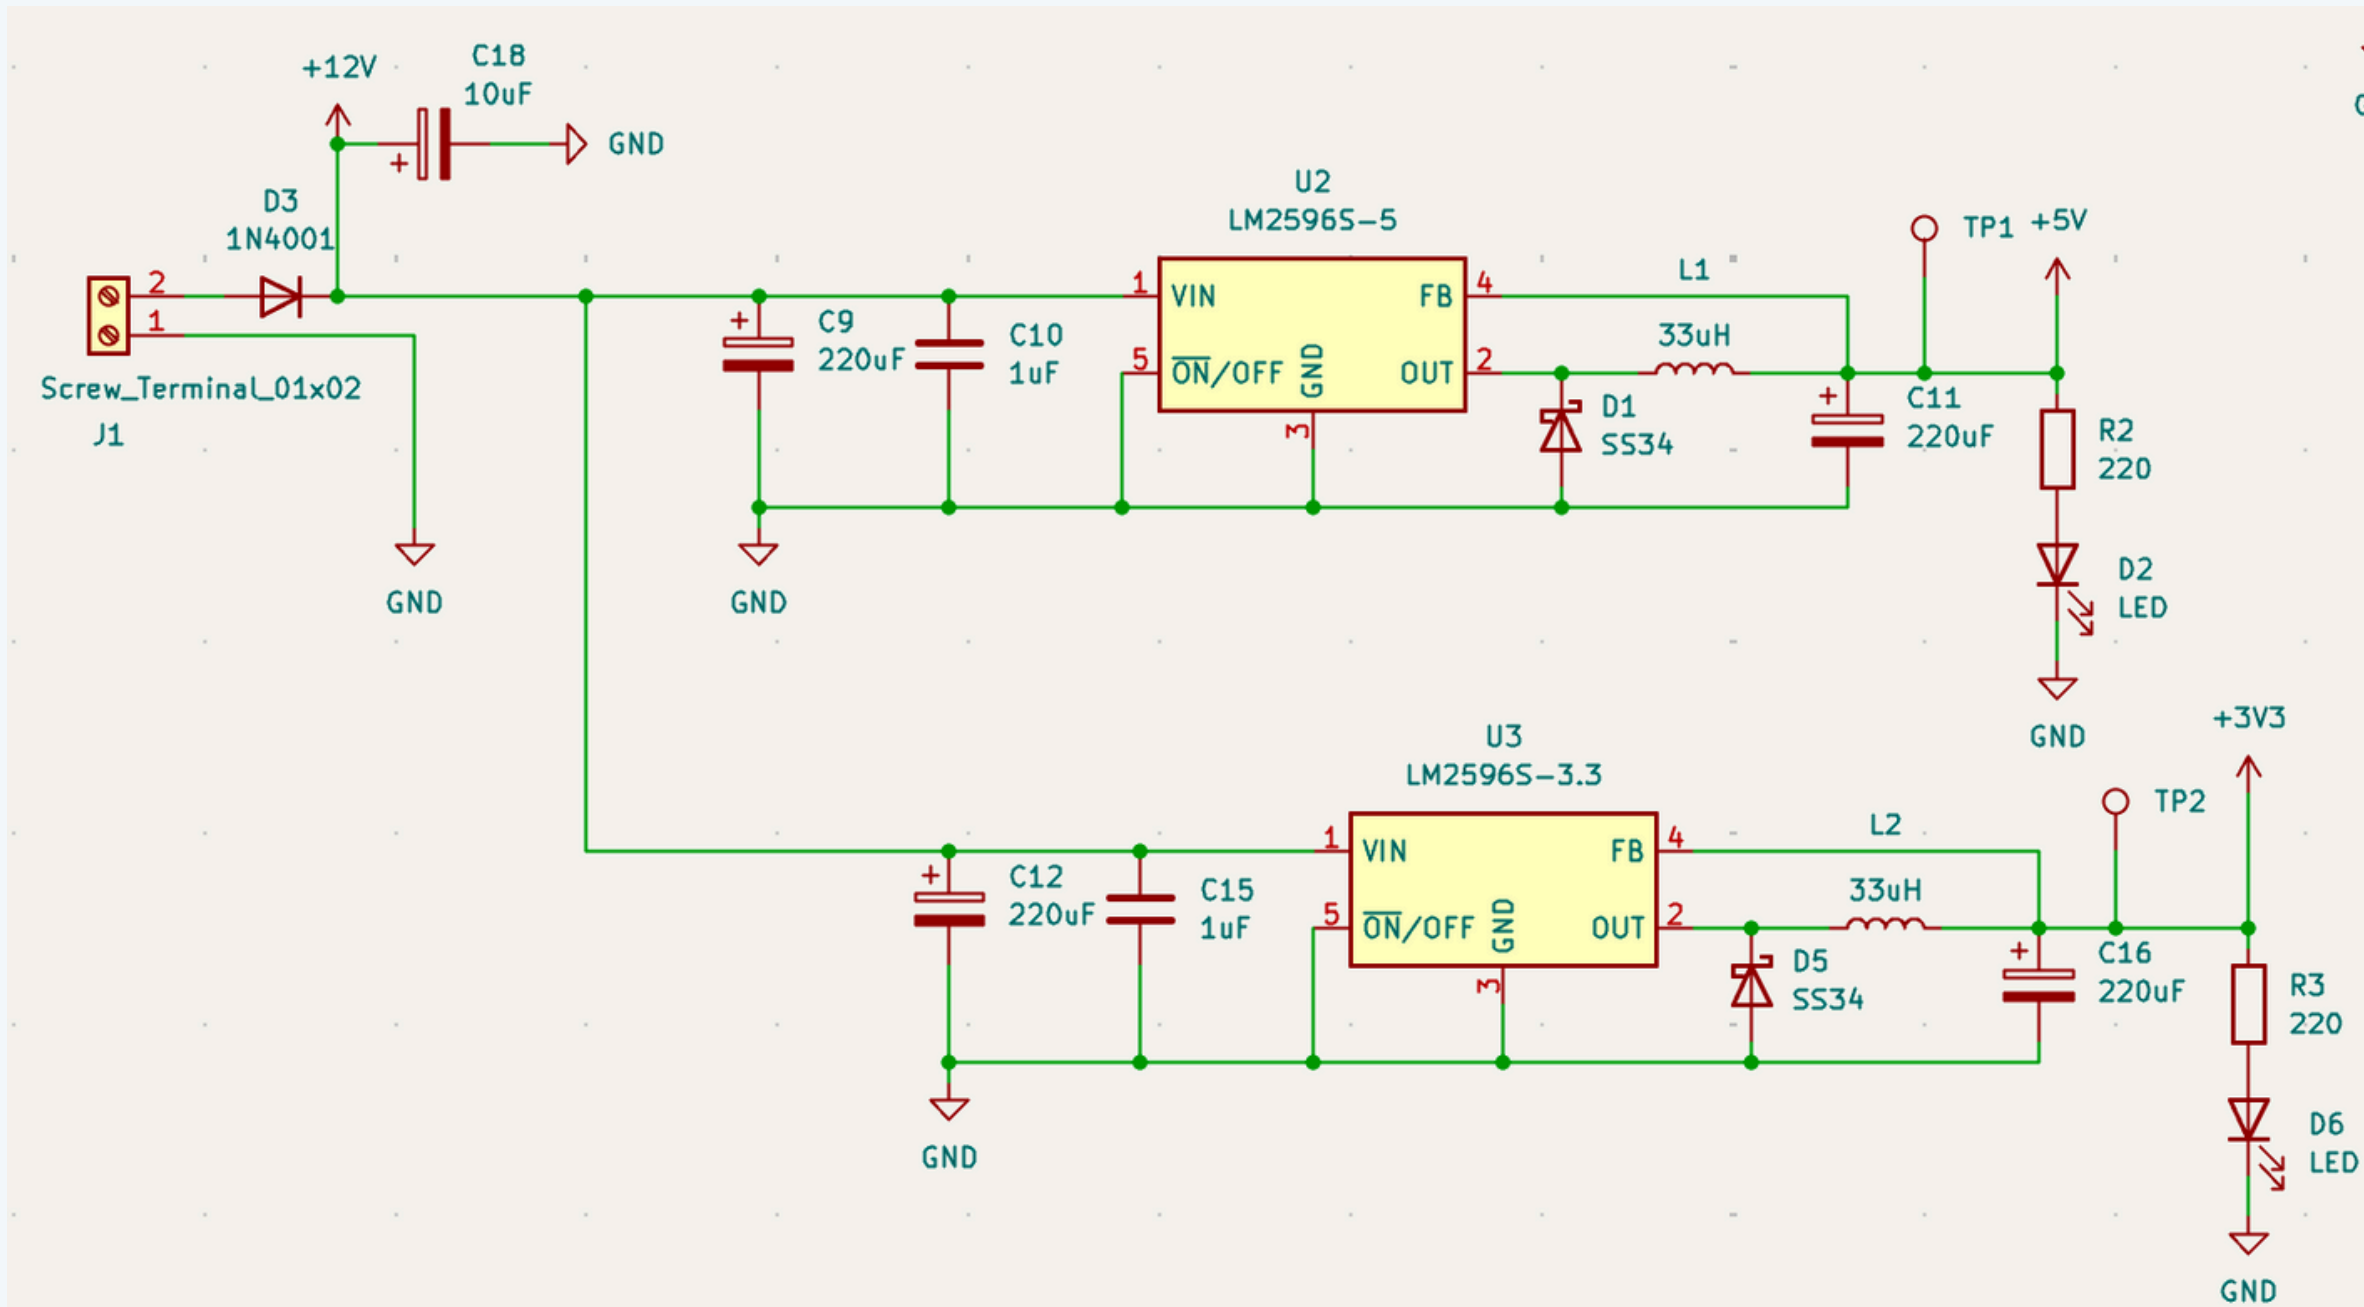 +12V
C18
10uF
+
GND
D3
1N4001
2
1
Screw_Terminal_01x02
J1
GND
+
C9
220uF
C10
1uF
GND
U2
LM2596S-5
1
VIN
5
ON/OFF
GND
3
FB
4
OUT
2
L1
33uH
D1
SS34
TP1
+5V
+
C11
220uF
R2
220
D2
LED
GND
U3
LM2596S-3.3
+
C12
220uF
C15
1uF
GND
1
VIN
5
ON/OFF
GND
3
FB
4
OUT
2
L2
33uH
D5
SS34
TP2
+3V3
+
C16
220uF
R3
220
D6
LED
GND